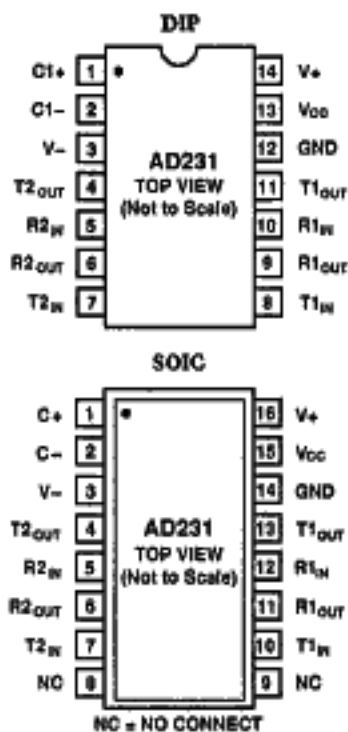 DIP
C1+ 1 14 V+
C1− 2 13 VCC
V− 3 12 GND
AD231
T2OUT 4 TOP VIEW 11 T1OUT
(Not to Scale)
R2IN 5 10 R1IN
R2OUT 6 9 R1OUT
T2IN 7 8 T1IN
SOIC
C+ 1 16 V+
C− 2 15 VCC
V− 3 14 GND
T2OUT 4 AD231 13 T1OUT
TOP VIEW
R2IN 5 (Not to Scale) 12 R1IN
R2OUT 6 11 R1OUT
T2IN 7 10 T1IN
NC 8 9 NC
NC = NO CONNECT